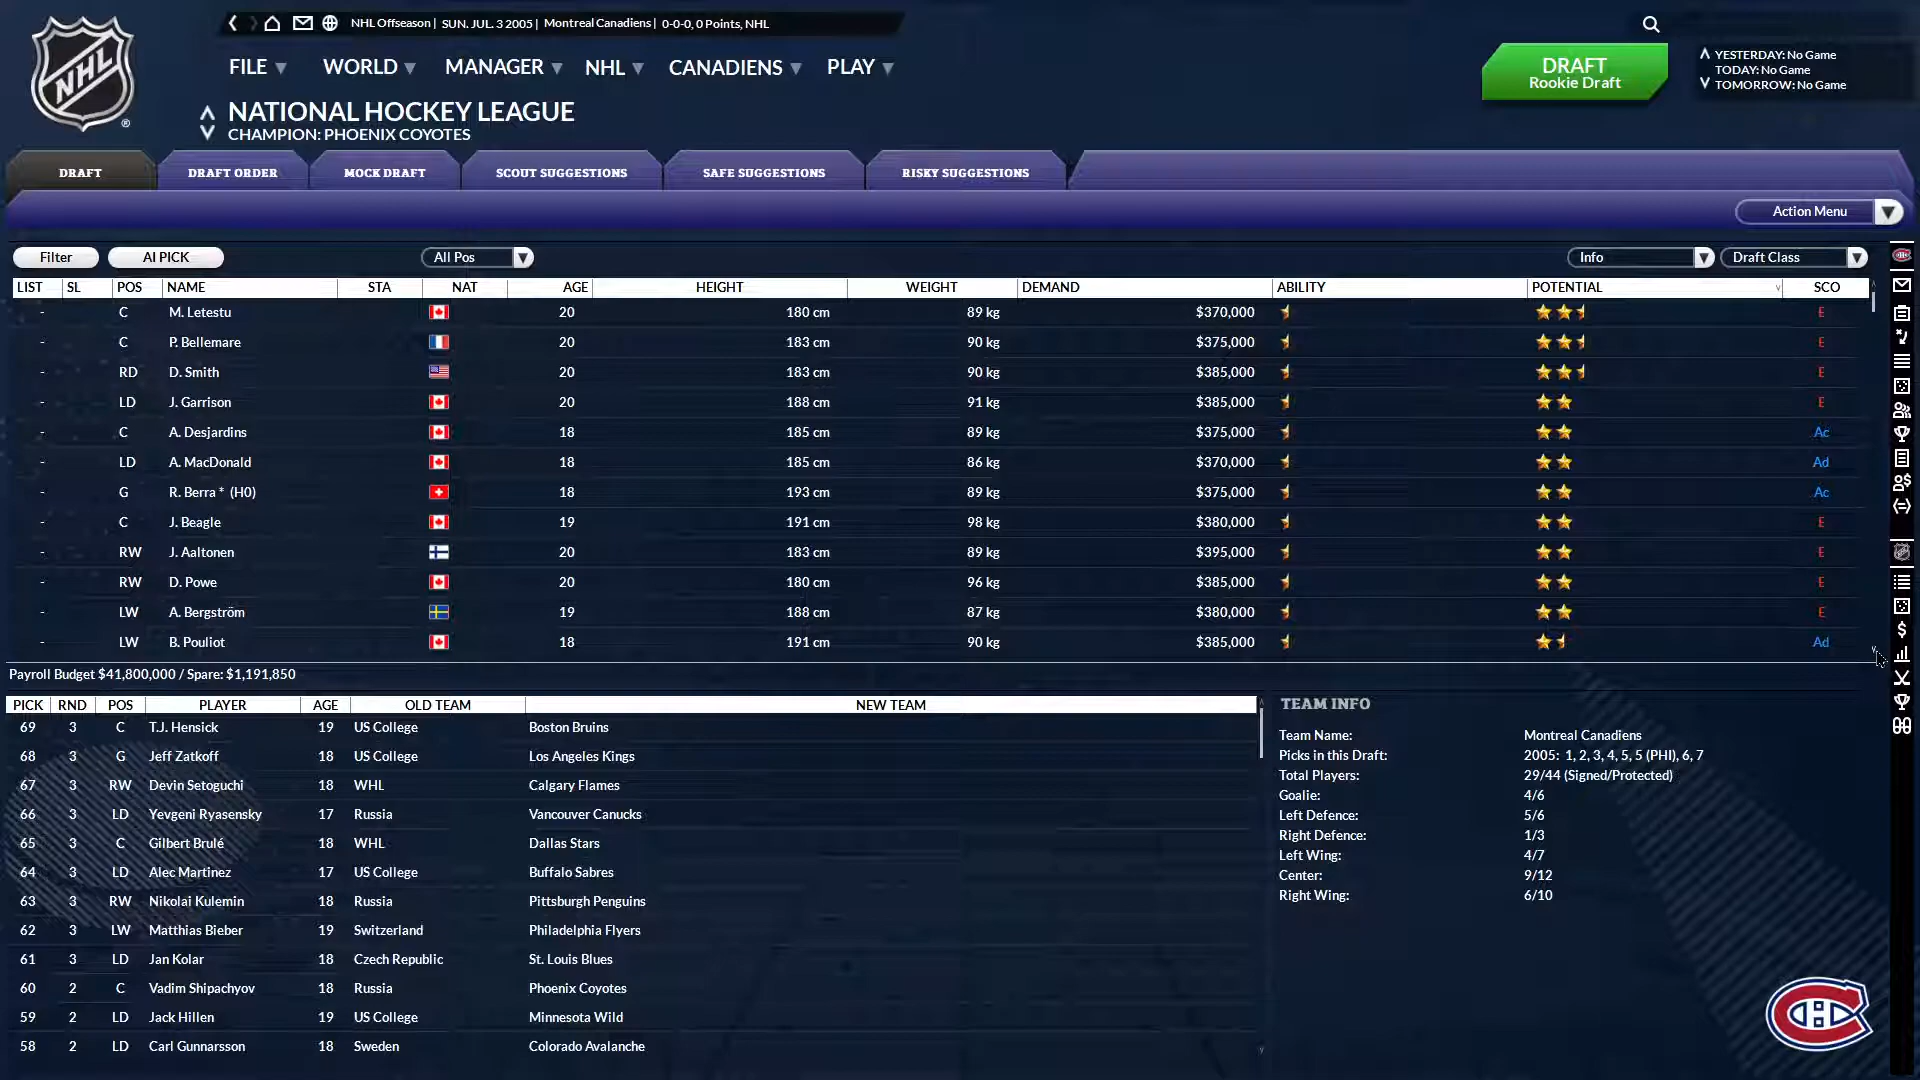 NHL Offseason | SUN. JUL. 3 2005 | Montreal Canadiens | 0-0-0, 0 Points, NHL
NHL
FILE WORLD MANAGER NHL CANADIENS PLAY
DRAFT
Rookie Draft
YESTERDAY: No Game
TODAY: No Game
TOMORROW: No Game
NATIONAL HOCKEY LEAGUE
CHAMPION: PHOENIX COYOTES
DRAFT DRAFT ORDER MOCK DRAFT SCOUT SUGGESTIONS SAFE SUGGESTIONS RISKY SUGGESTIONS
Action Menu
Filter AI PICK All Pos Info Draft Class
LIST SL POS NAME STA NAT AGE HEIGHT WEIGHT DEMAND ABILITY POTENTIAL SCO
- C M. Letestu 20 180 cm 89 kg $370,000 E
- C P. Bellemare 20 183 cm 90 kg $375,000 E
- RD D. Smith 20 183 cm 90 kg $385,000 E
- LD J. Garrison 20 188 cm 91 kg $385,000 E
- C A. Desjardins 18 185 cm 89 kg $375,000 Ac
- LD A. MacDonald 18 185 cm 86 kg $370,000 Ad
- G R. Berra * (H0) 18 193 cm 89 kg $375,000 Ac
- C J. Beagle 19 191 cm 98 kg $380,000 E
- RW J. Aaltonen 20 183 cm 89 kg $395,000 E
- RW D. Powe 20 180 cm 96 kg $385,000 E
- LW A. Bergström 19 188 cm 87 kg $380,000 E
- LW B. Pouliot 18 191 cm 90 kg $385,000 Ad
Payroll Budget $41,800,000 / Spare: $1,191,850
PICK RND POS PLAYER AGE OLD TEAM NEW TEAM
69 3 C T.J. Hensick 19 US College Boston Bruins
68 3 G Jeff Zatkoff 18 US College Los Angeles Kings
67 3 RW Devin Setoguchi 18 WHL Calgary Flames
66 3 LD Yevgeni Ryasensky 17 Russia Vancouver Canucks
65 3 C Gilbert Brulé 18 WHL Dallas Stars
64 3 LD Alec Martinez 17 US College Buffalo Sabres
63 3 RW Nikolai Kulemin 18 Russia Pittsburgh Penguins
62 3 LW Matthias Bieber 19 Switzerland Philadelphia Flyers
61 3 LD Jan Kolar 18 Czech Republic St. Louis Blues
60 2 C Vadim Shipachyov 18 Russia Phoenix Coyotes
59 2 LD Jack Hillen 19 US College Minnesota Wild
58 2 LD Carl Gunnarsson 18 Sweden Colorado Avalanche
TEAM INFO
Team Name: Montreal Canadiens
Picks in this Draft: 2005: 1, 2, 3, 4, 5, 5 (PHI), 6, 7
Total Players: 29/44 (Signed/Protected)
Goalie: 4/6
Left Defence: 5/6
Right Defence: 1/3
Left Wing: 4/7
Center: 9/12
Right Wing: 6/10